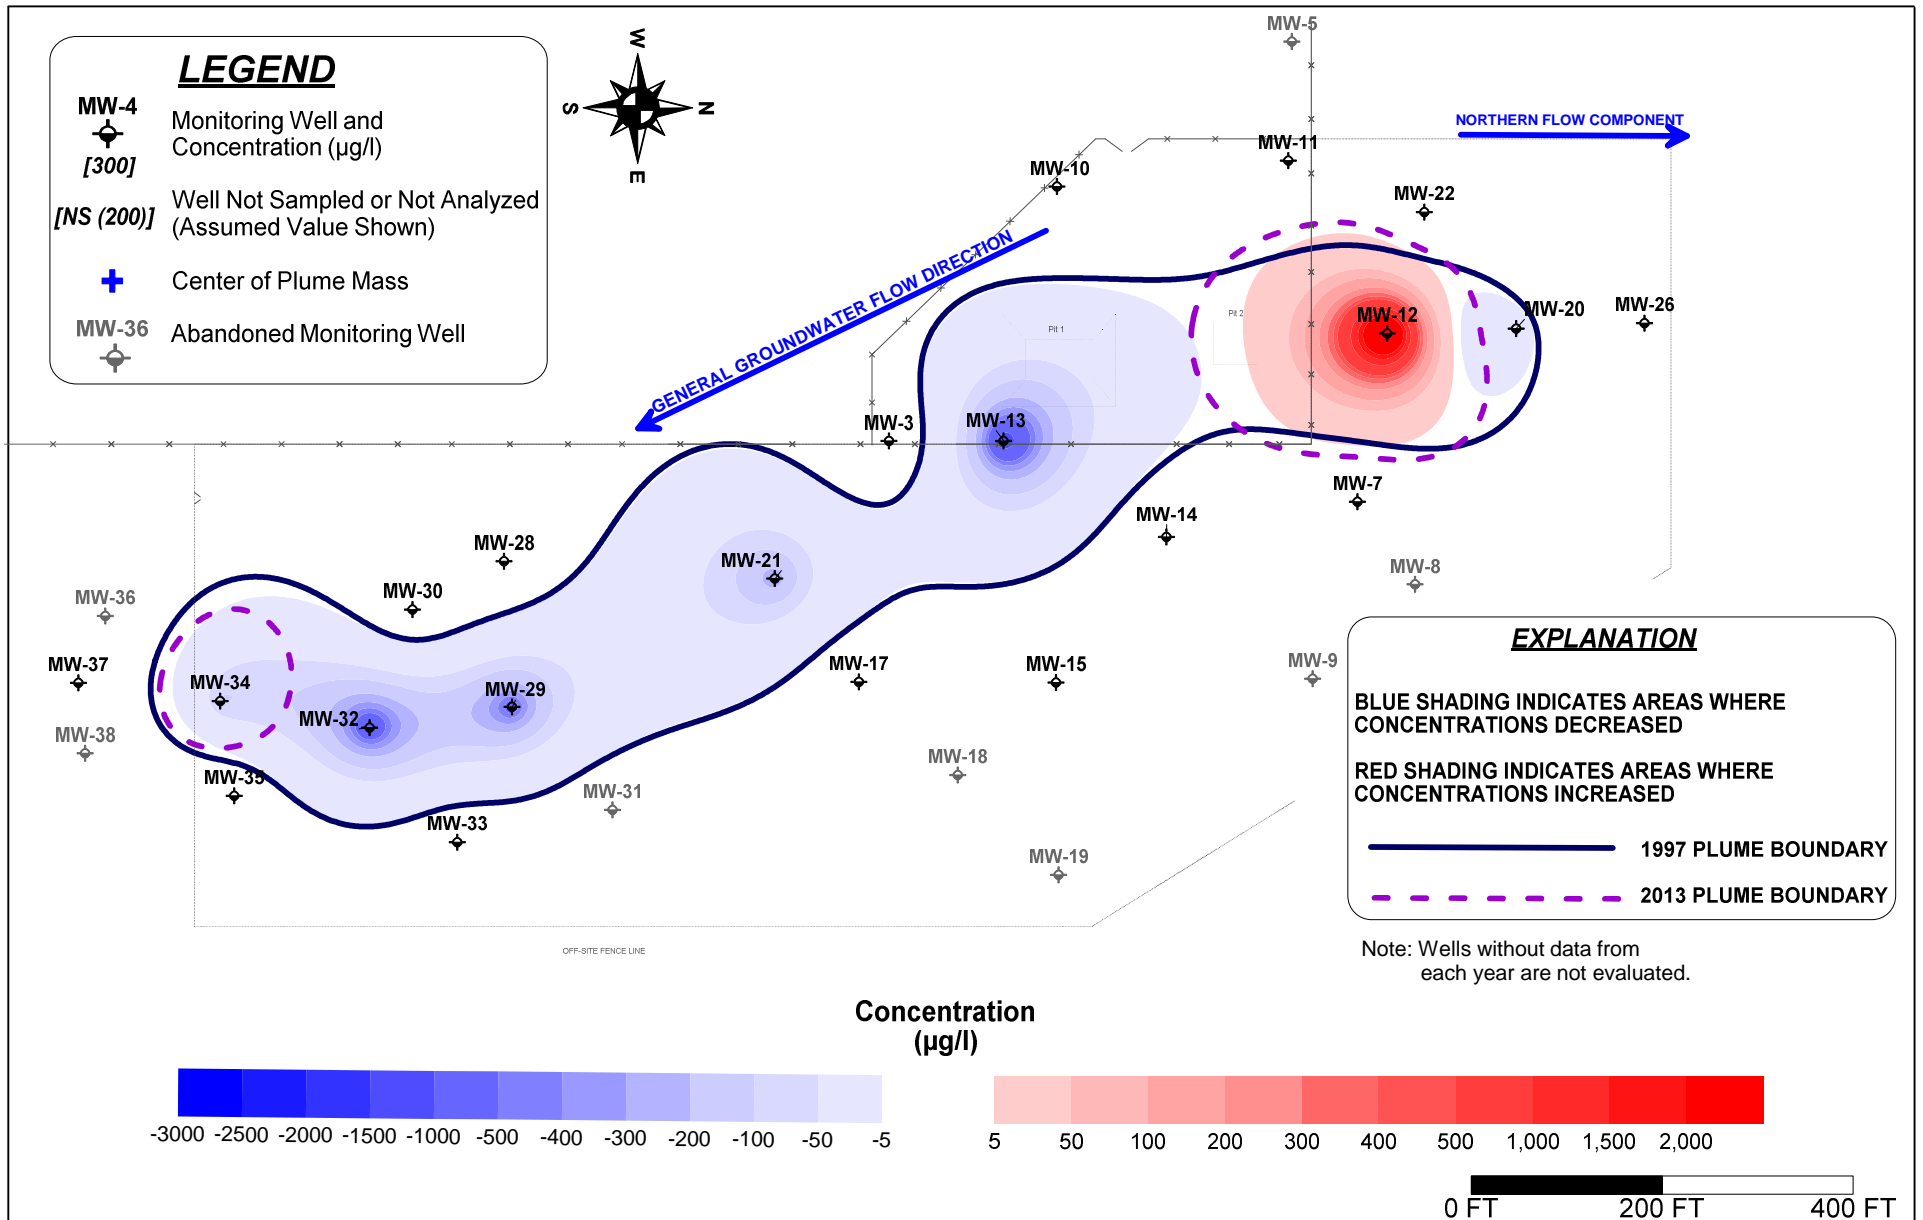 LEGEND
MW-4
[300]
Monitoring Well and
Concentration (µg/l)
[NS (200)]
Well Not Sampled or Not Analyzed
(Assumed Value Shown)
Center of Plume Mass
MW-36
Abandoned Monitoring Well
W
S
N
E
MW-5
NORTHERN FLOW COMPONENT
MW-11
MW-10
MW-22
GENERAL GROUNDWATER FLOW DIRECTION
MW-20
MW-26
MW-12
Pit 2
Pit 1
MW-3
MW-13
MW-7
MW-14
MW-28
MW-21
MW-8
MW-30
MW-36
MW-37
MW-34
MW-29
MW-17
MW-15
MW-9
MW-32
MW-38
MW-35
MW-18
MW-31
MW-33
MW-19
OFF-SITE FENCE LINE
EXPLANATION
BLUE SHADING INDICATES AREAS WHERE
CONCENTRATIONS DECREASED
RED SHADING INDICATES AREAS WHERE
CONCENTRATIONS INCREASED
1997 PLUME BOUNDARY
2013 PLUME BOUNDARY
Note: Wells without data from
each year are not evaluated.
Concentration
(µg/l)
-3000 -2500 -2000 -1500 -1000 -500 -400 -300 -200 -100 -50 -5
5 50 100 200 300 400 500 1,000 1,500 2,000
0 FT 200 FT 400 FT